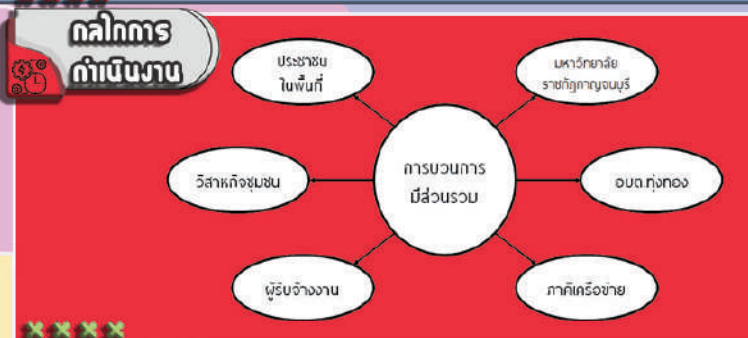 กลไกการ
ดำเนินงาน
ประชาชน
ในพื้นที่
มหาวิทยาลัย
ราชภัฏกาญจนบุรี
วิสาหกิจชุมชน
การบวนการ
มีส่วนรวม
อบต.ทุ่งทอง
ผู้รับจ้างงาน
ภาคีเครือข่าย